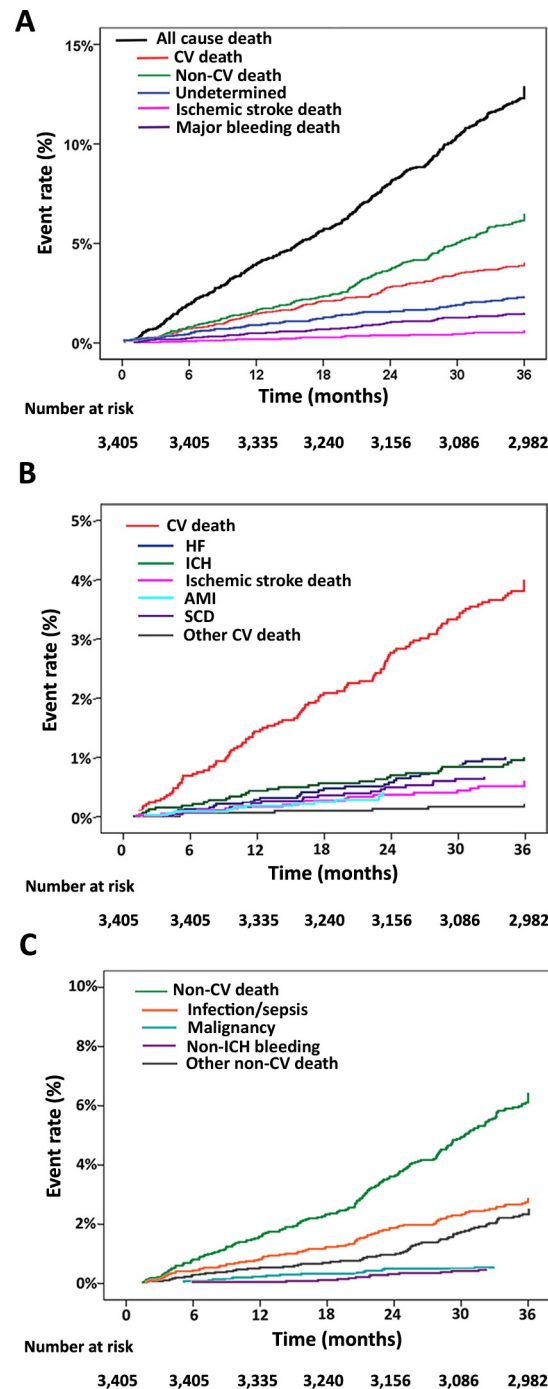 A
15%
10%
5%
0%
Event rate (%)
All cause death
CV death
Non-CV death
Undetermined
Ischemic stroke death
Major bleeding death
0 6 12 18 24 30 36
Time (months)
Number at risk
3,405 3,405 3,335 3,240 3,156 3,086 2,982
B
5%
4%
3%
2%
1%
0%
Event rate (%)
CV death
HF
ICH
Ischemic stroke death
AMI
SCD
Other CV death
0 6 12 18 24 30 36
Time (months)
Number at risk
3,405 3,405 3,335 3,240 3,156 3,086 2,982
C
10%
8%
6%
4%
2%
0%
Event rate (%)
Non-CV death
Infection/sepsis
Malignancy
Non-ICH bleeding
Other non-CV death
0 6 12 18 24 30 36
Time (months)
Number at risk
3,405 3,405 3,335 3,240 3,156 3,086 2,982